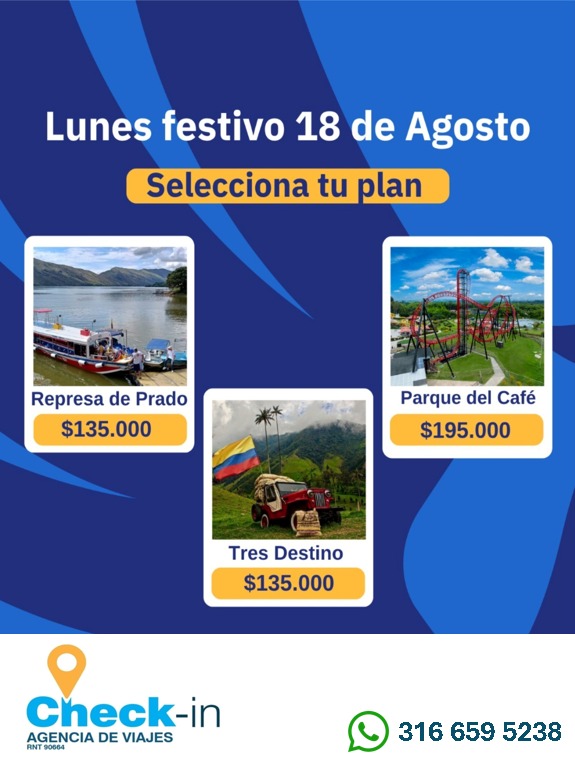 Lunes festivo 18 de Agosto
Selecciona tu plan
Represa de Prado
$135.000
Parque del Café
$195.000
Tres Destino
$135.000
Check-in
AGENCIA DE VIAJES
RNT 90664
316 659 5238